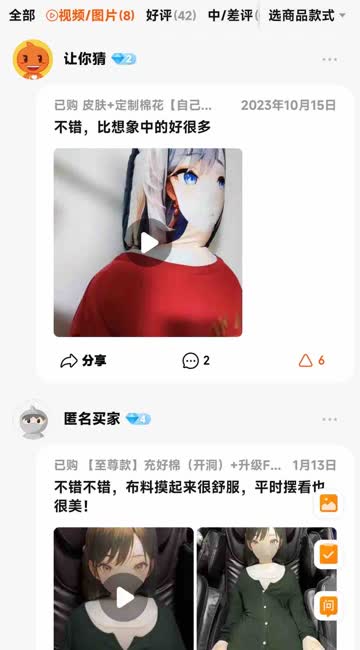 全部 视频/图片(8) 好评(42) 中/差评( 选商品款式
让你猜 2
已购 皮肤+定制棉花【自己... 2023年10月15日
不错，比想象中的好很多
分享 2 6
匿名买家 4
已购 【至尊款】充好棉（开洞）+升级F... 1月13日
不错不错，布料摸起来很舒服，平时摆看也
很美！
问